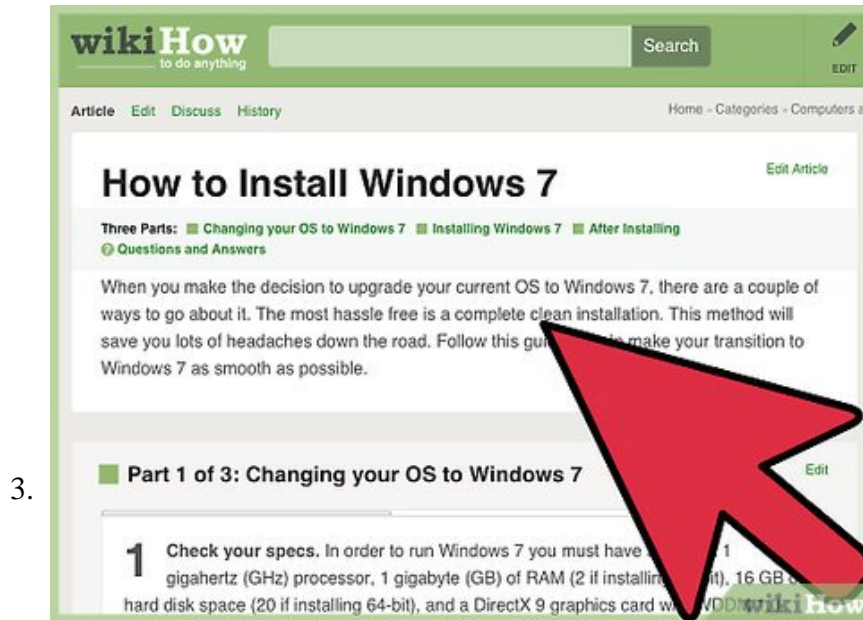 wikiHow
to do anything
Search
EDIT
Article Edit Discuss History
Home » Categories » Computers a
How to Install Windows 7
Edit Article
Three Parts: Changing your OS to Windows 7 Installing Windows 7 After Installing
Questions and Answers
When you make the decision to upgrade your current OS to Windows 7, there are a couple of
ways to go about it. The most hassle free is a complete clean installation. This method will
save you lots of headaches down the road. Follow this make your transition to
Windows 7 as smooth as possible.
3.
Part 1 of 3: Changing your OS to Windows 7
Edit
1 Check your specs. In order to run Windows 7 you must have 1
gigahertz (GHz) processor, 1 gigabyte (GB) of RAM (2 if installing 16 GB
hard disk space (20 if installing 64-bit), and a DirectX 9 graphics card
wikiHow